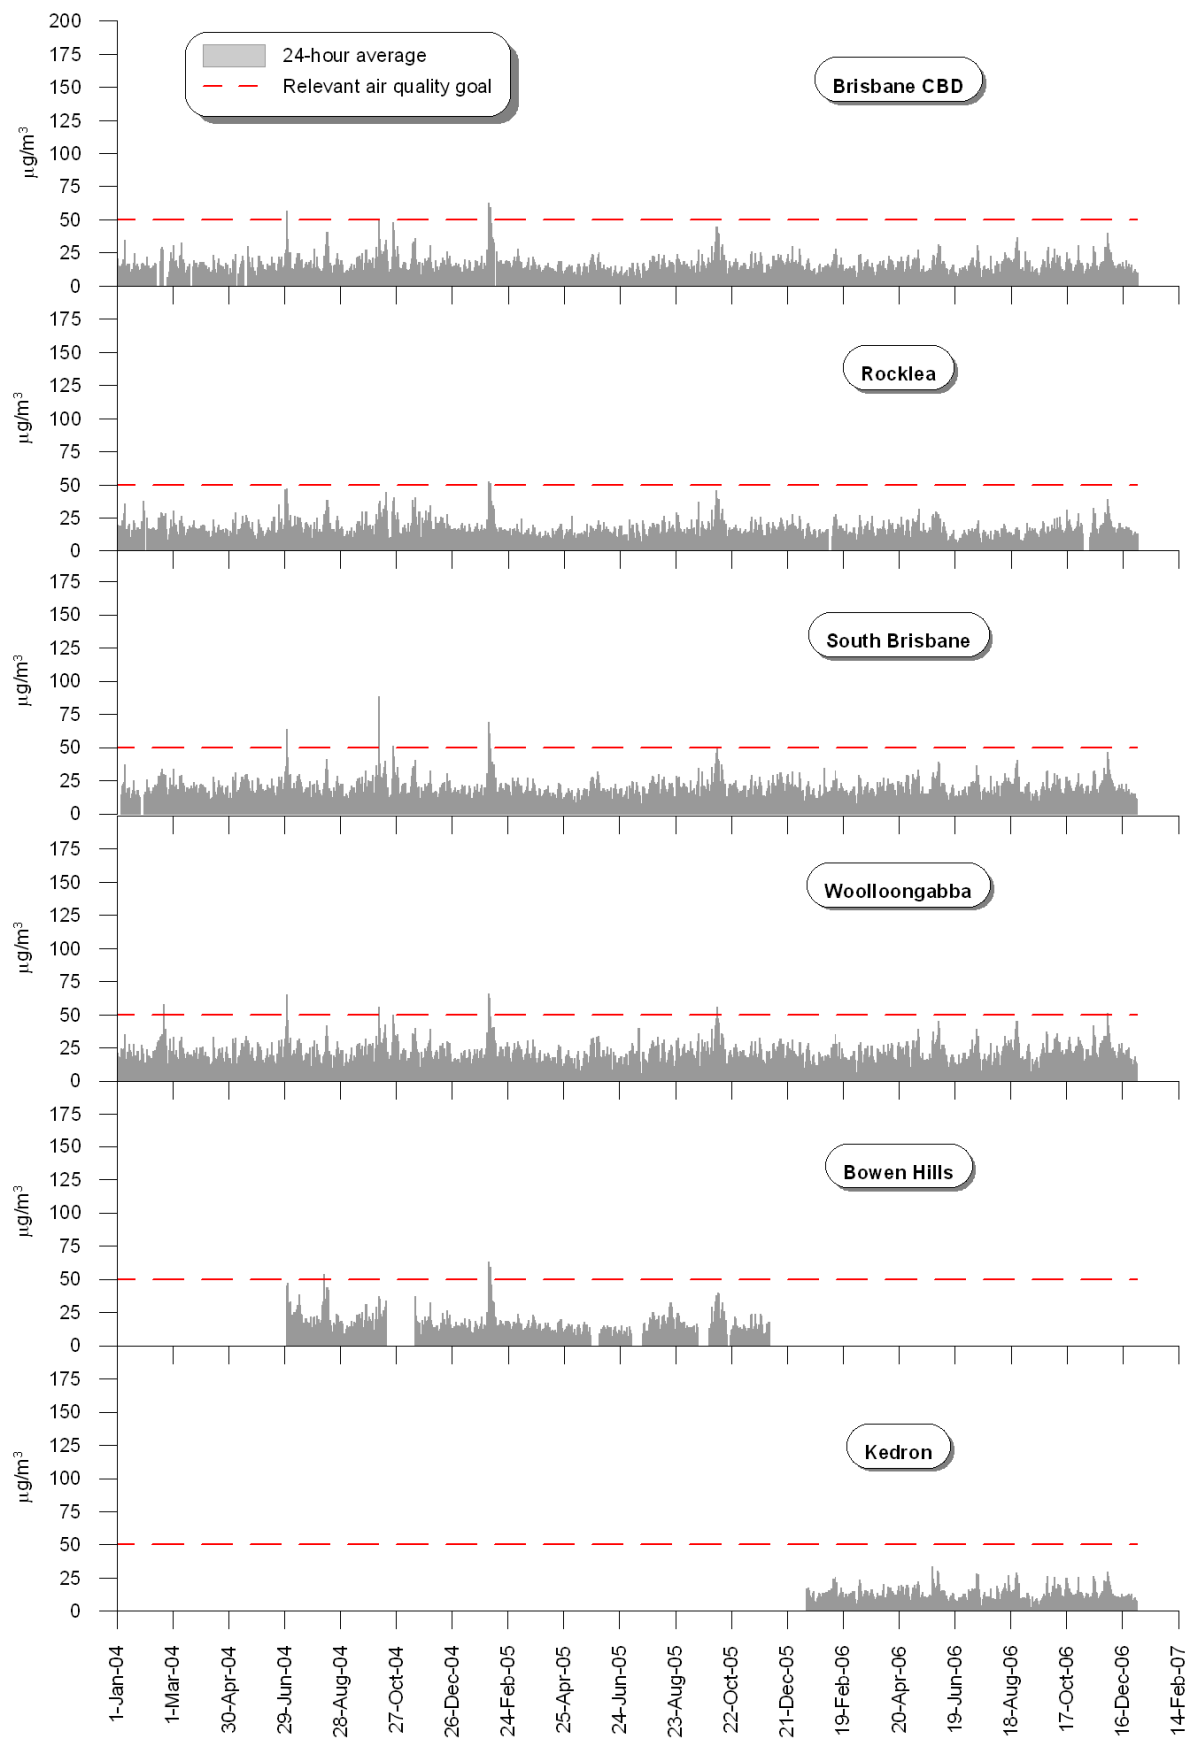 200
175
150
125
100
75
50
25
0
µg/m³
24-hour average
Relevant air quality goal
Brisbane CBD
175
150
125
100
75
50
25
0
µg/m³
Rocklea
175
150
125
100
75
50
25
0
µg/m³
South Brisbane
175
150
125
100
75
50
25
0
µg/m³
Woolloongabba
175
150
125
100
75
50
25
0
µg/m³
Bowen Hills
175
150
125
100
75
50
25
0
µg/m³
Kedron
1-Jan-04
1-Mar-04
30-Apr-04
29-Jun-04
28-Aug-04
27-Oct-04
26-Dec-04
24-Feb-05
25-Apr-05
24-Jun-05
23-Aug-05
22-Oct-05
21-Dec-05
19-Feb-06
20-Apr-06
19-Jun-06
18-Aug-06
17-Oct-06
16-Dec-06
14-Feb-07